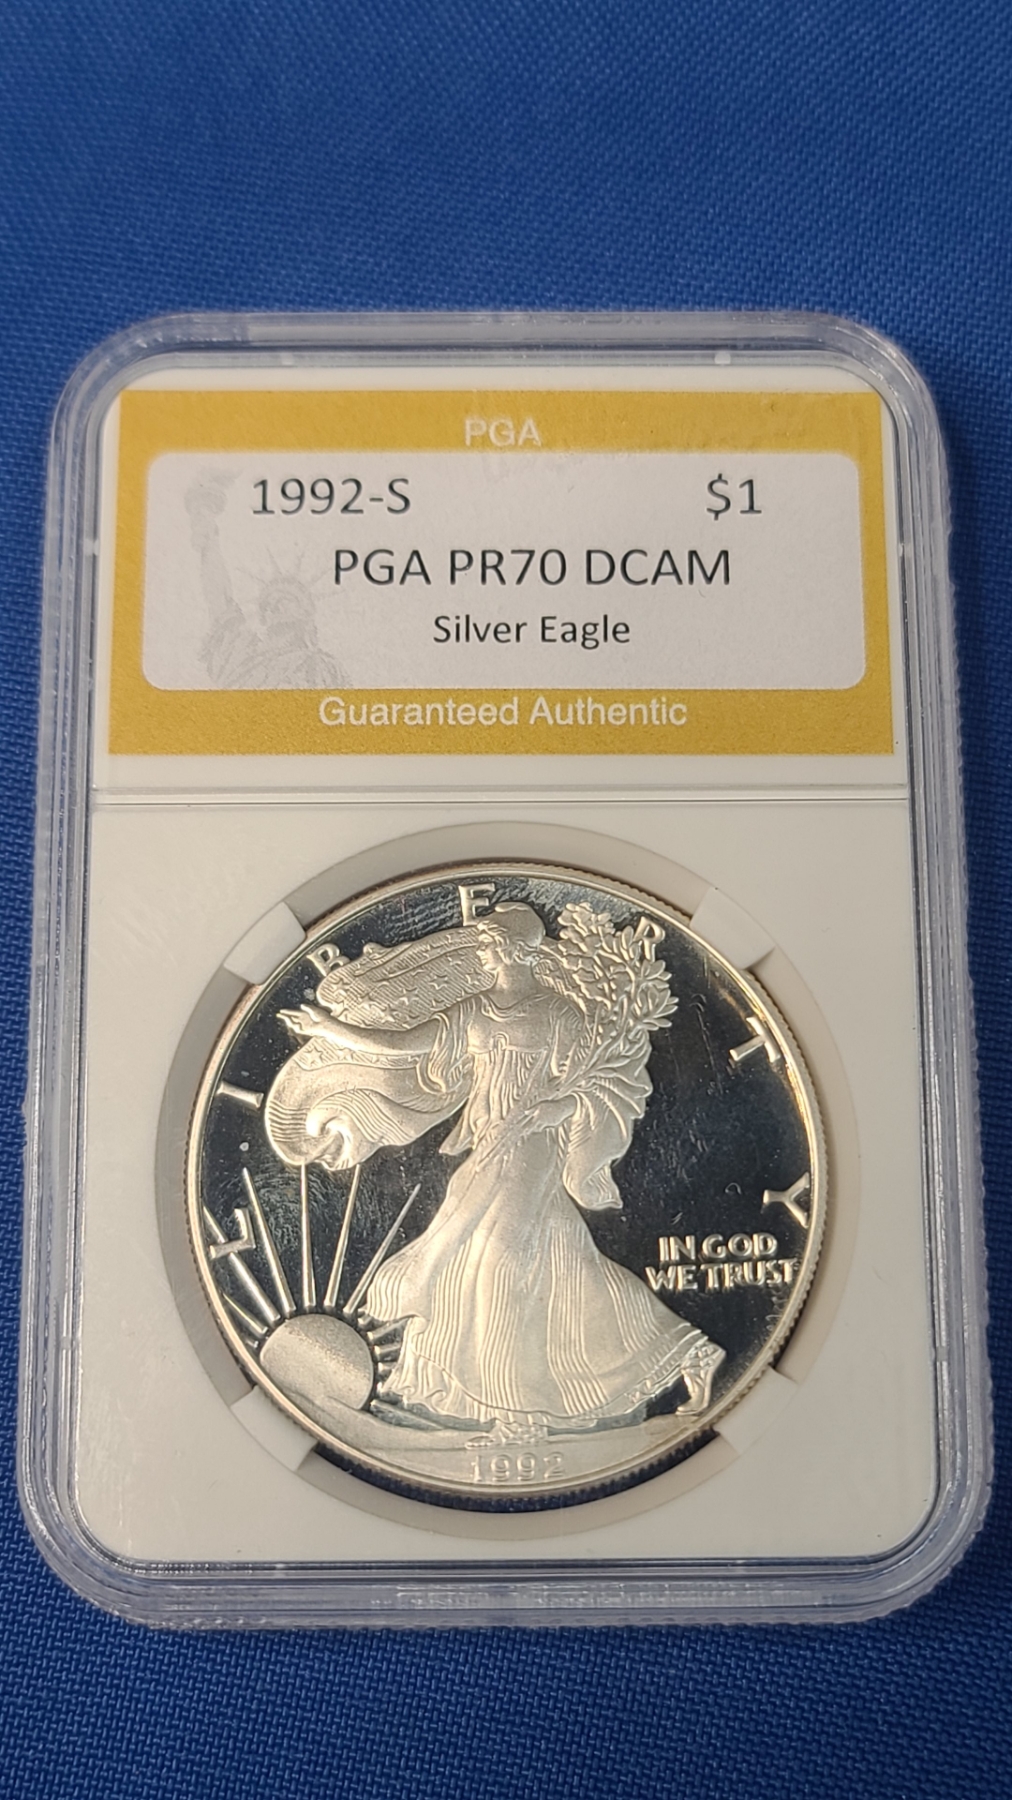 PGA
1992-S $1
PGA PR70 DCAM
Silver Eagle
Guaranteed Authentic
LIBERTY
IN GOD
WE TRUST
1992